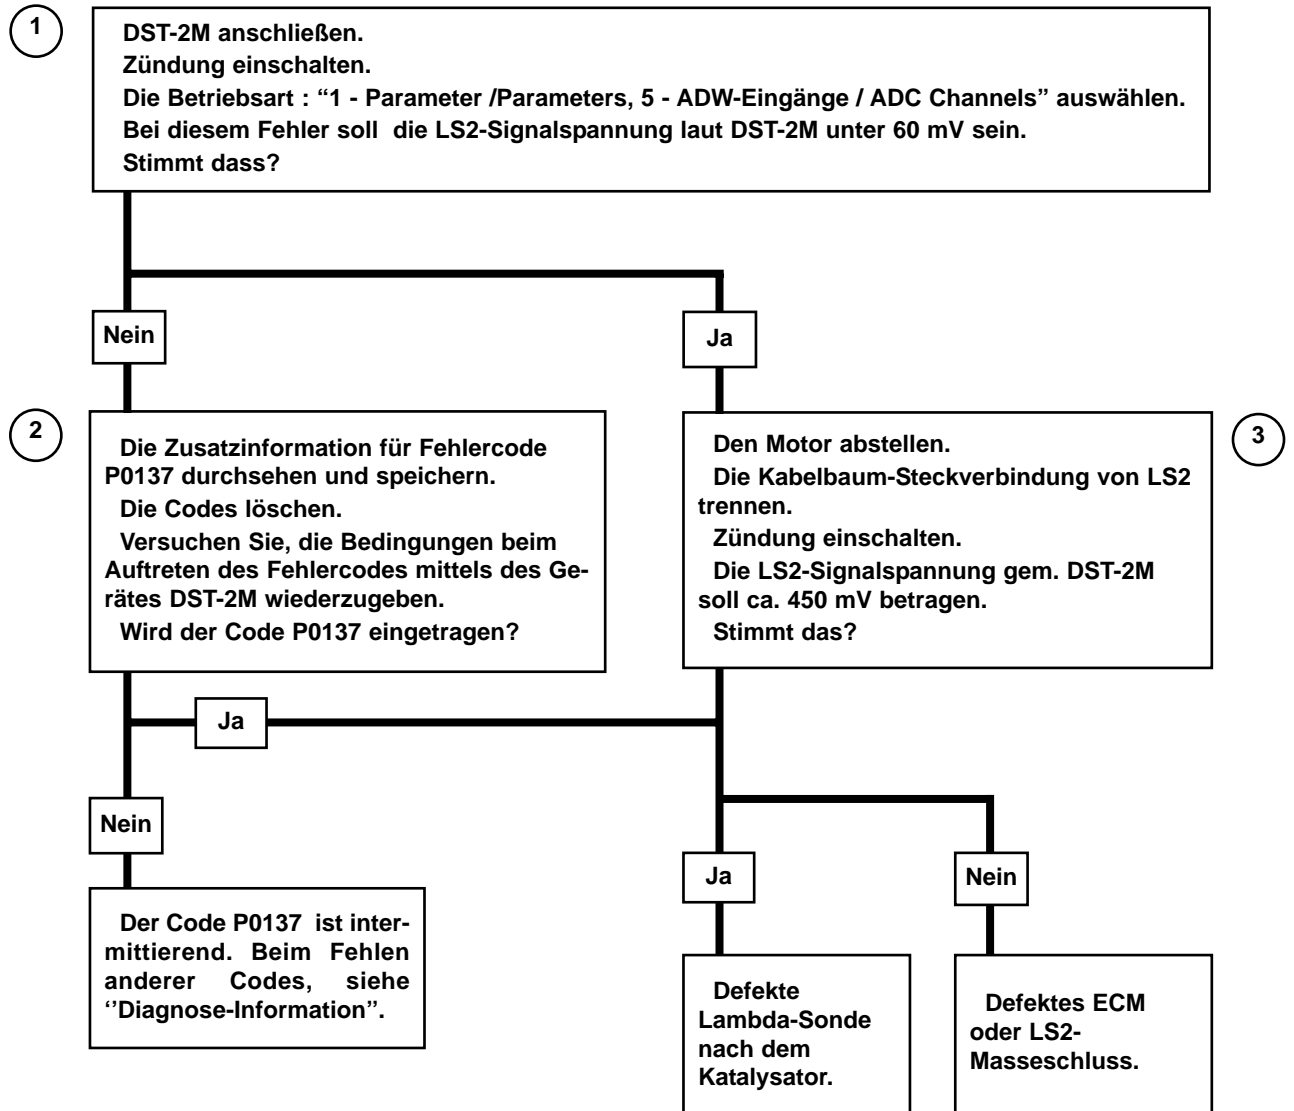 1
DST-2M anschließen.
Zündung einschalten.
Die Betriebsart : “1 - Parameter /Parameters, 5 - ADW-Eingänge / ADC Channels” auswählen.
Bei diesem Fehler soll die LS2-Signalspannung laut DST-2M unter 60 mV sein.
Stimmt dass?
Nein
Ja
2
Die Zusatzinformation für Fehlercode
P0137 durchsehen und speichern.
Die Codes löschen.
Versuchen Sie, die Bedingungen beim
Auftreten des Fehlercodes mittels des Ge-
rätes DST-2M wiederzugeben.
Wird der Code P0137 eingetragen?
3
Den Motor abstellen.
Die Kabelbaum-Steckverbindung von LS2
trennen.
Zündung einschalten.
Die LS2-Signalspannung gem. DST-2M
soll ca. 450 mV betragen.
Stimmt das?
Ja
Nein
Ja
Nein
Der Code P0137 ist inter-
mittierend. Beim Fehlen
anderer Codes, siehe
‘‘Diagnose-Information”.
Defekte
Lambda-Sonde
nach dem
Katalysator.
Defektes ECM
oder LS2-
Masseschluss.